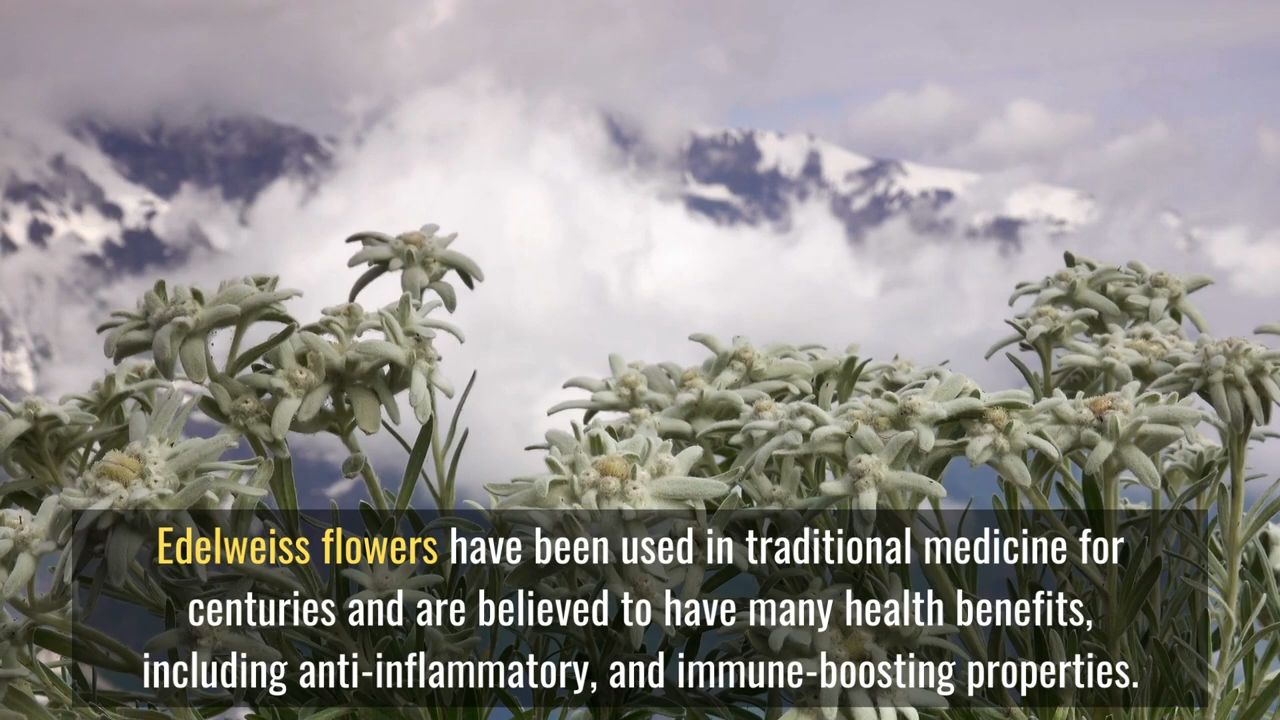 Edelweiss flowers have been used in traditional medicine for
centuries and are believed to have many health benefits,
including anti-inflammatory, and immune-boosting properties.